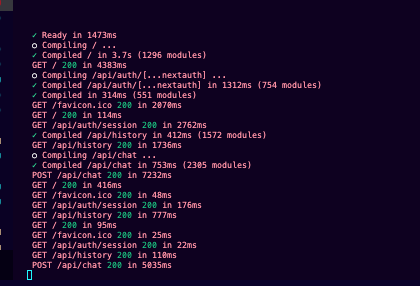 ✓ Ready in 1473ms
○ Compiling / ...
✓ Compiled / in 3.7s (1296 modules)
GET / 200 in 4383ms
○ Compiling /api/auth/[...nextauth] ...
✓ Compiled /api/auth/[...nextauth] in 1312ms (754 modules)
✓ Compiled in 314ms (551 modules)
GET /favicon.ico 200 in 2070ms
GET / 200 in 114ms
GET /api/auth/session 200 in 2762ms
✓ Compiled /api/history in 412ms (1572 modules)
GET /api/history 200 in 1736ms
○ Compiling /api/chat ...
✓ Compiled /api/chat in 753ms (2305 modules)
POST /api/chat 200 in 7232ms
GET / 200 in 416ms
GET /favicon.ico 200 in 48ms
GET /api/auth/session 200 in 176ms
GET /api/history 200 in 777ms
GET / 200 in 95ms
GET /favicon.ico 200 in 25ms
GET /api/auth/session 200 in 22ms
GET /api/history 200 in 110ms
POST /api/chat 200 in 5035ms